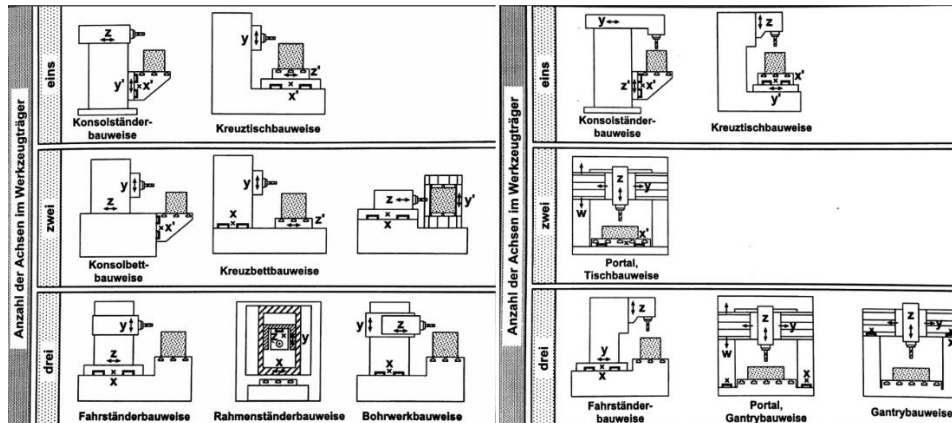 Anzahl der Achsen im Werkzeugträger
eins
z
y'
x'
Konsolständer-
bauweise
y
z'
x'
Kreuztischbauweise
zwei
z
y
x'
Konsolbett-
bauweise
x
y
z'
Kreuzbettbauweise
z
x
y'
drei
y
z
x
Fahrständerbauweise
z
y
x
Rahmenständerbauweise
y
z
x
Bohrwerkbauweise
Anzahl der Achsen im Werkzeugträger
eins
y
z'
x'
Konsolständer-
bauweise
z
x'
y'
Kreuztischbauweise
zwei
z
y
w
x'
Portal,
Tischbauweise
drei
z
y
x
Fahrständer-
bauweise
z
y
w
x
x
Portal,
Gantrybauweise
x
z
y
x
Gantrybauweise